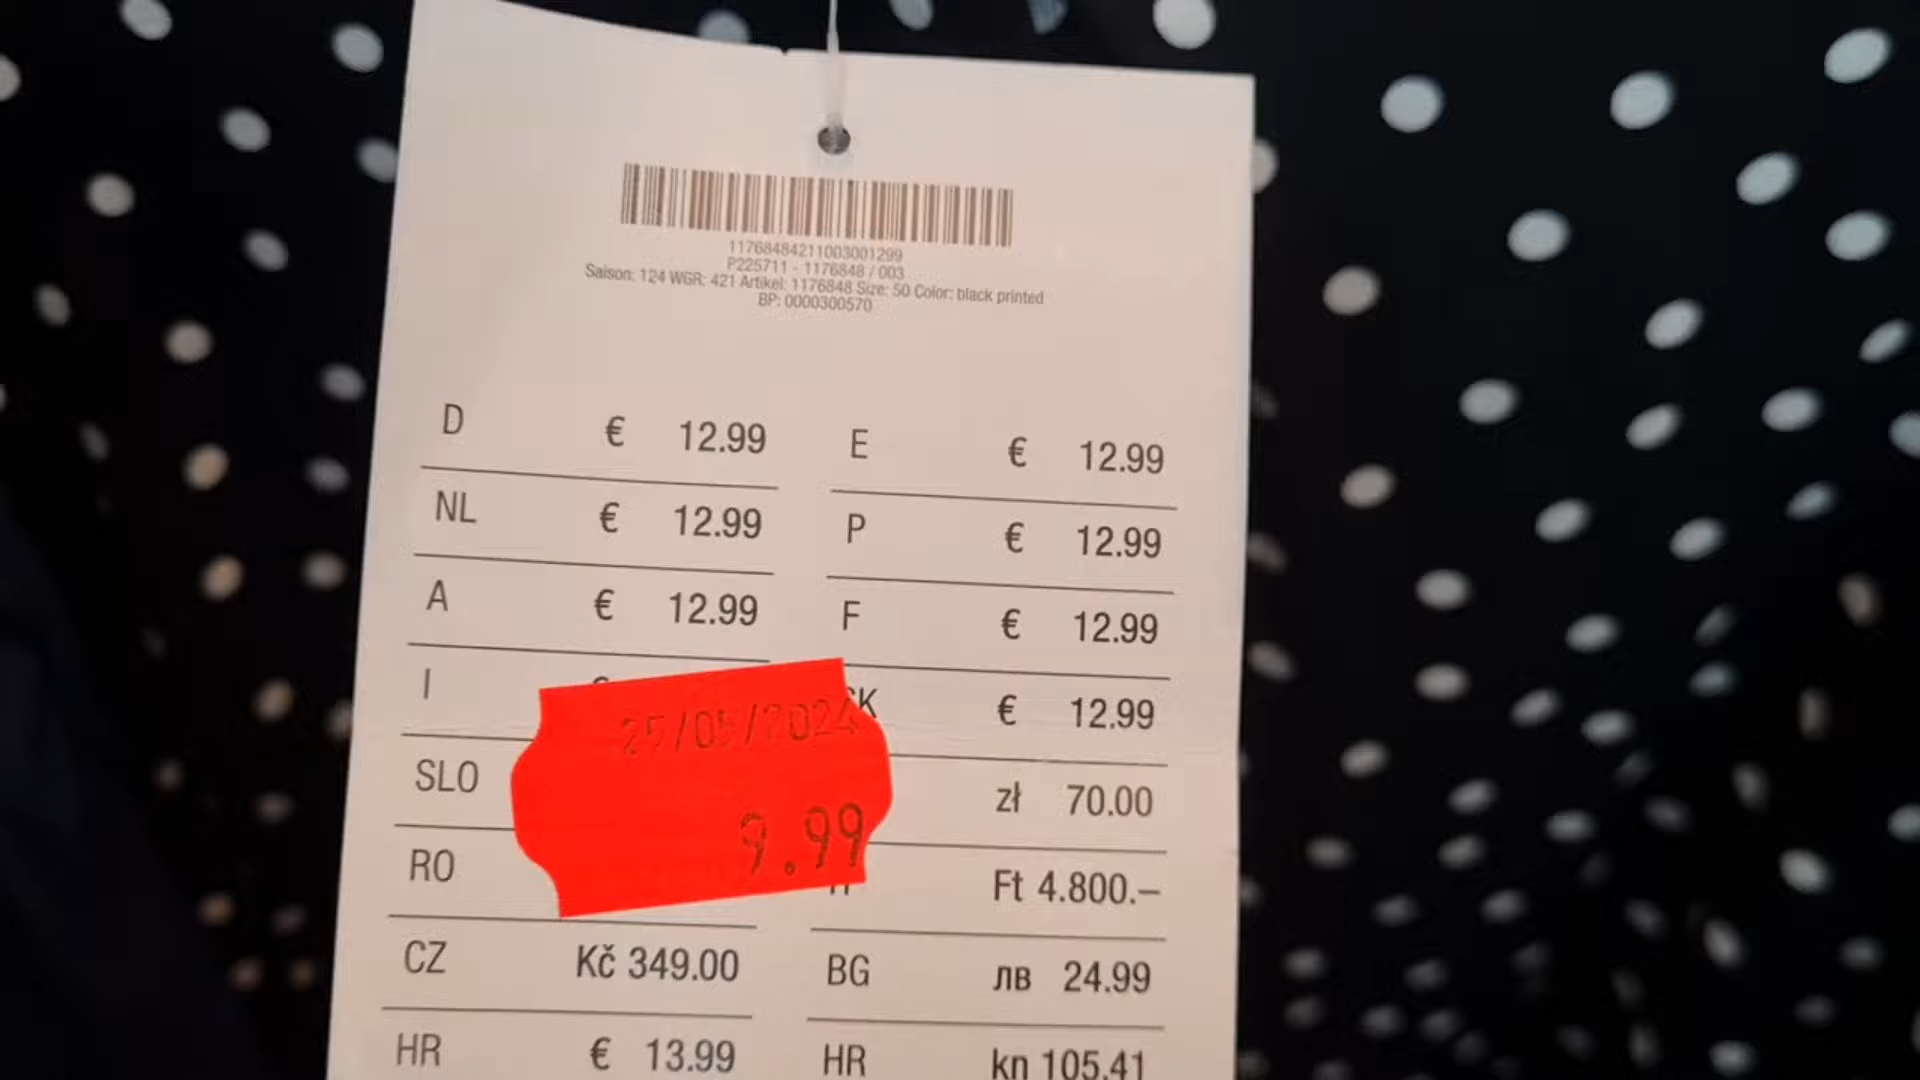 11768484211003001299
P225711 - 1176848 / 003
Saison: 124 WGR: 421 Artikel: 1176848 Size: 50 Color: black printed
BP: 0000300570
D € 12.99 E € 12.99
NL € 12.99 P € 12.99
A € 12.99 F € 12.99
I € 12.99
25/05/2024
SLO zł 70.00
9.99
RO Ft 4.800.–
CZ Kč 349.00 BG лв 24.99
HR € 13.99 HR kn 105.41